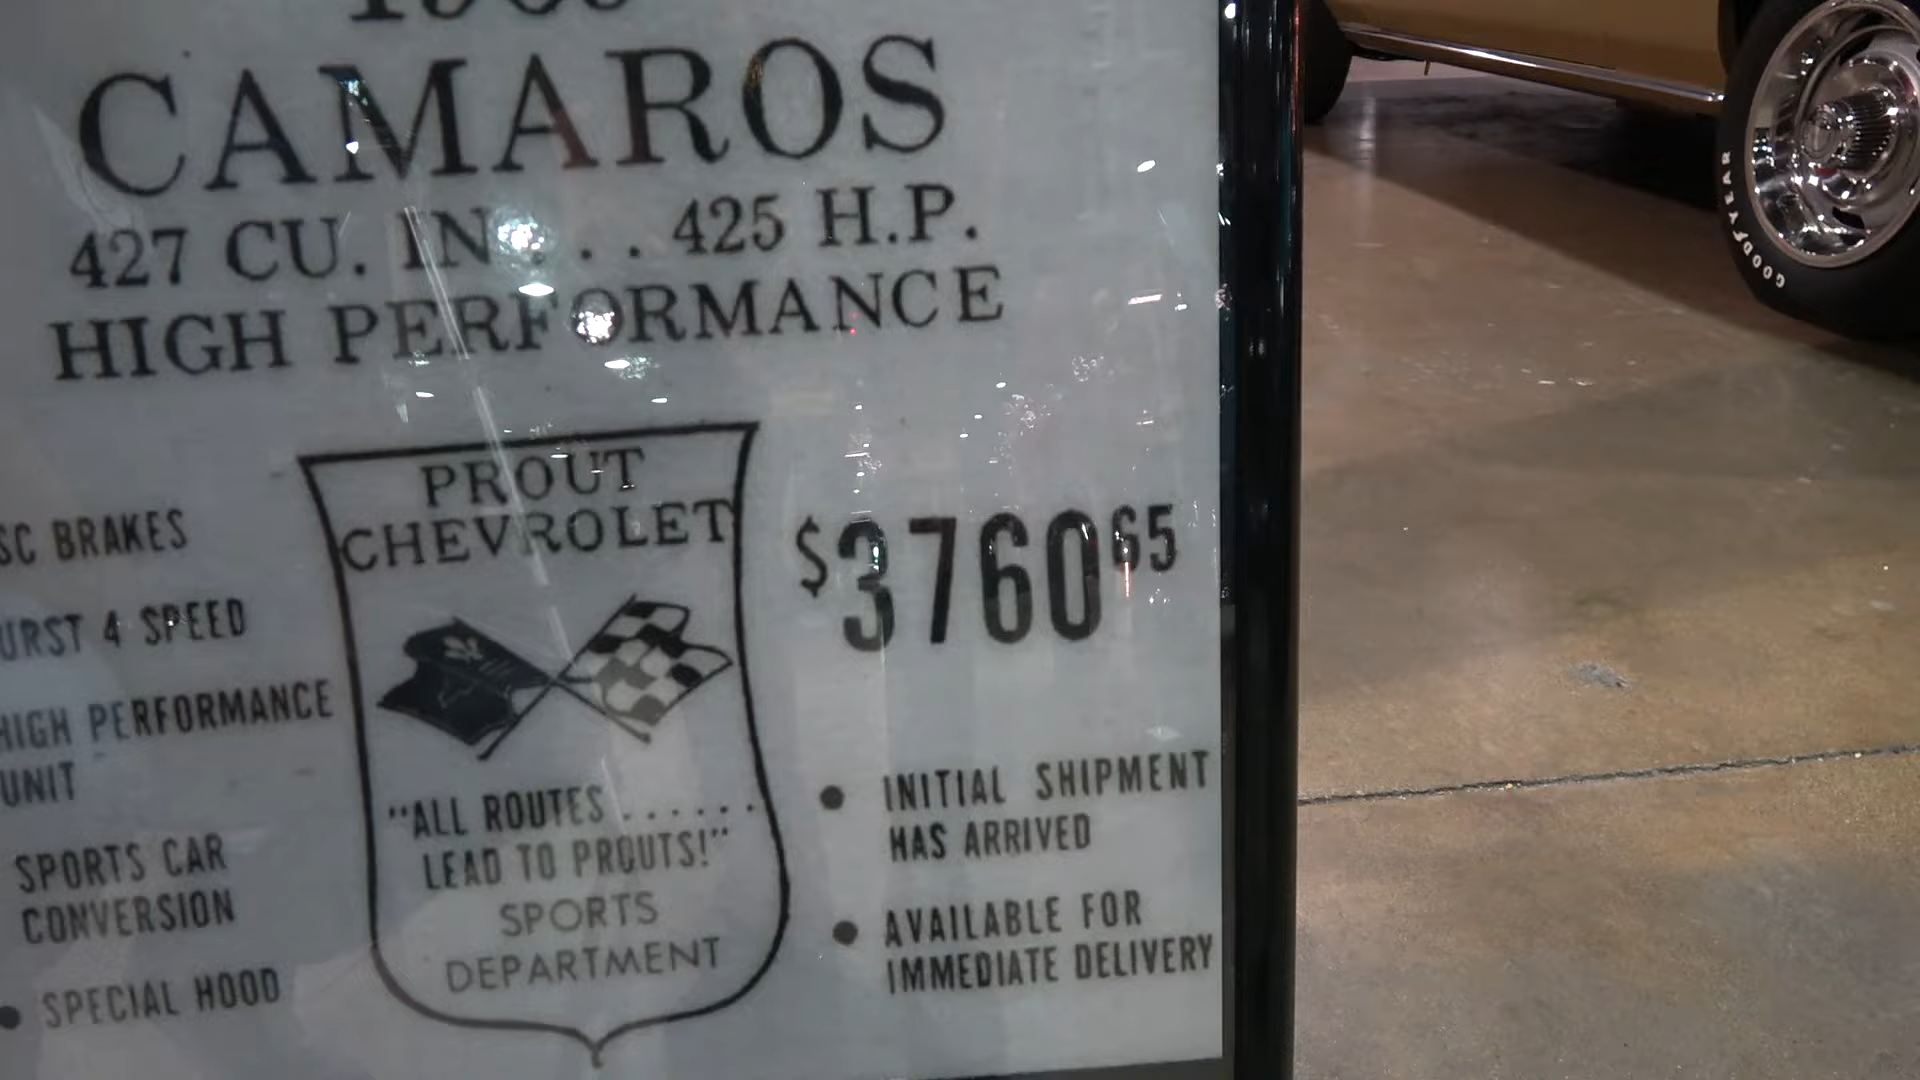 CAMAROS
427 CU. IN . . . 425 H.P.
HIGH PERFORMANCE
PROUT
CHEVROLET
$3760 65
SC BRAKES
URST 4 SPEED
HIGH PERFORMANCE
UNIT
SPORTS CAR
CONVERSION
• SPECIAL HOOD
"ALL ROUTES . . . . . .
LEAD TO PROUTS!"
SPORTS
DEPARTMENT
• INITIAL SHIPMENT
HAS ARRIVED
• AVAILABLE FOR
IMMEDIATE DELIVERY
GOODYEAR